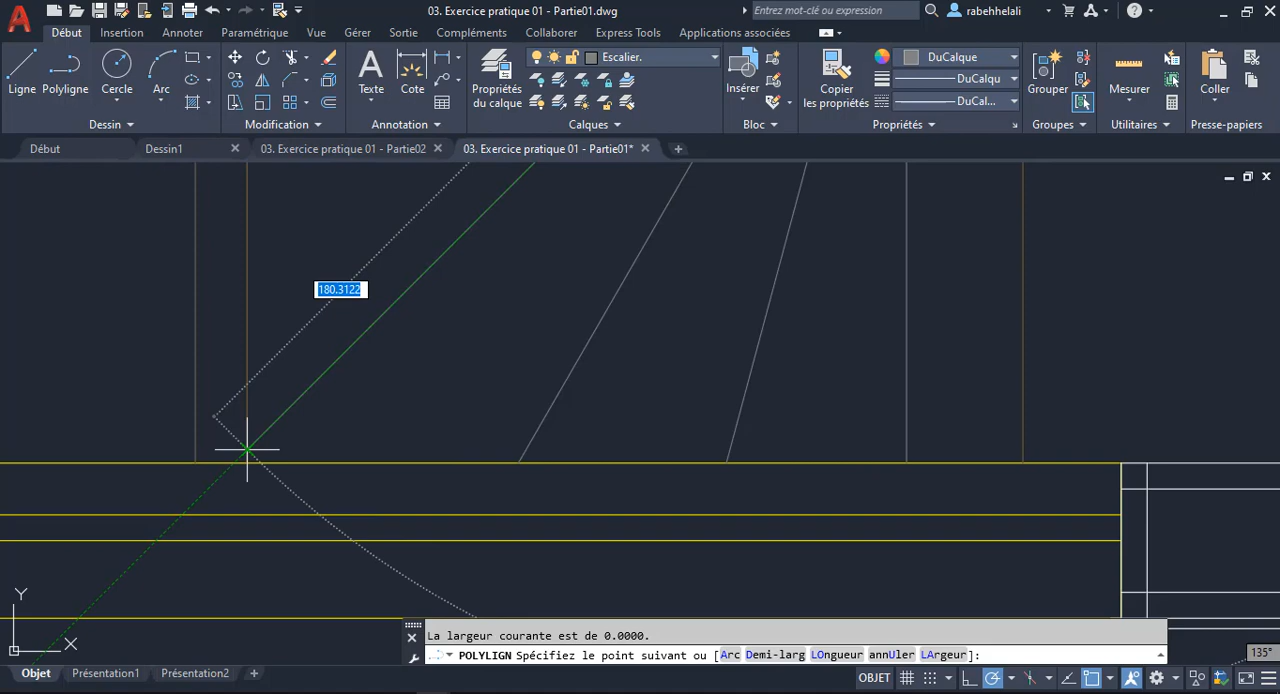 A
03. Exercice pratique 01 - Partie01.dwg
Entrez mot-clé ou expression
rabehhelali
Début Insertion Annoter Paramétrique Vue Gérer Sortie Compléments Collaborer Express Tools Applications associées
Escalier.
DuCalque
DuCalqu
DuCal...
Ligne Polyligne Cercle Arc
Texte Cote
Propriétés
du calque
Insérer
Copier
les propriétés
Grouper
Mesurer
Coller
Dessin Modification Annotation Calques Bloc Propriétés Groupes Utilitaires Presse-papiers
Début Dessin1 03. Exercice pratique 01 - Partie02 03. Exercice pratique 01 - Partie01*
180.3122
Y
X
La largeur courante est de 0.0000.
POLYLIGN Spécifiez le point suivant ou [Arc Demi-larg LOngueur annUler LArgeur]:
135°
Objet Présentation1 Présentation2
OBJET